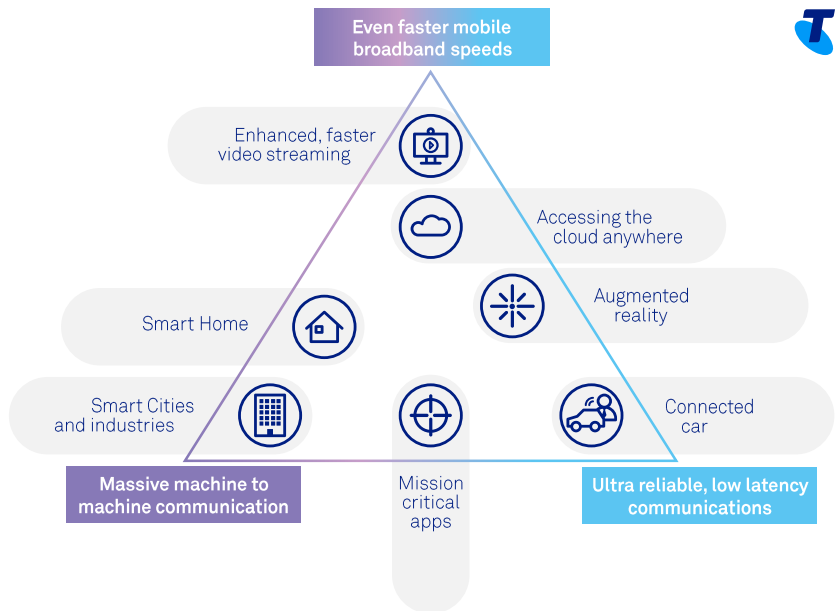 Even faster mobile
broadband speeds
T
Enhanced, faster
video streaming
Accessing the
cloud anywhere
Augmented
reality
Smart Home
Smart Cities
and industries
Connected
car
Massive machine to
machine communication
Mission
critical
apps
Ultra reliable, low latency
communications